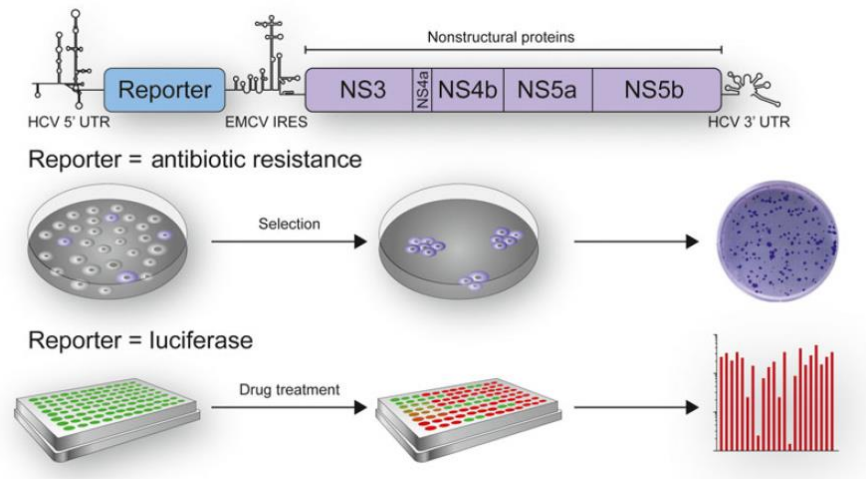 Nonstructural proteins
Reporter
NS3
NS4a
NS4b
NS5a
NS5b
HCV 5' UTR
EMCV IRES
HCV 3' UTR
Reporter = antibiotic resistance
Selection
Reporter = luciferase
Drug treatment